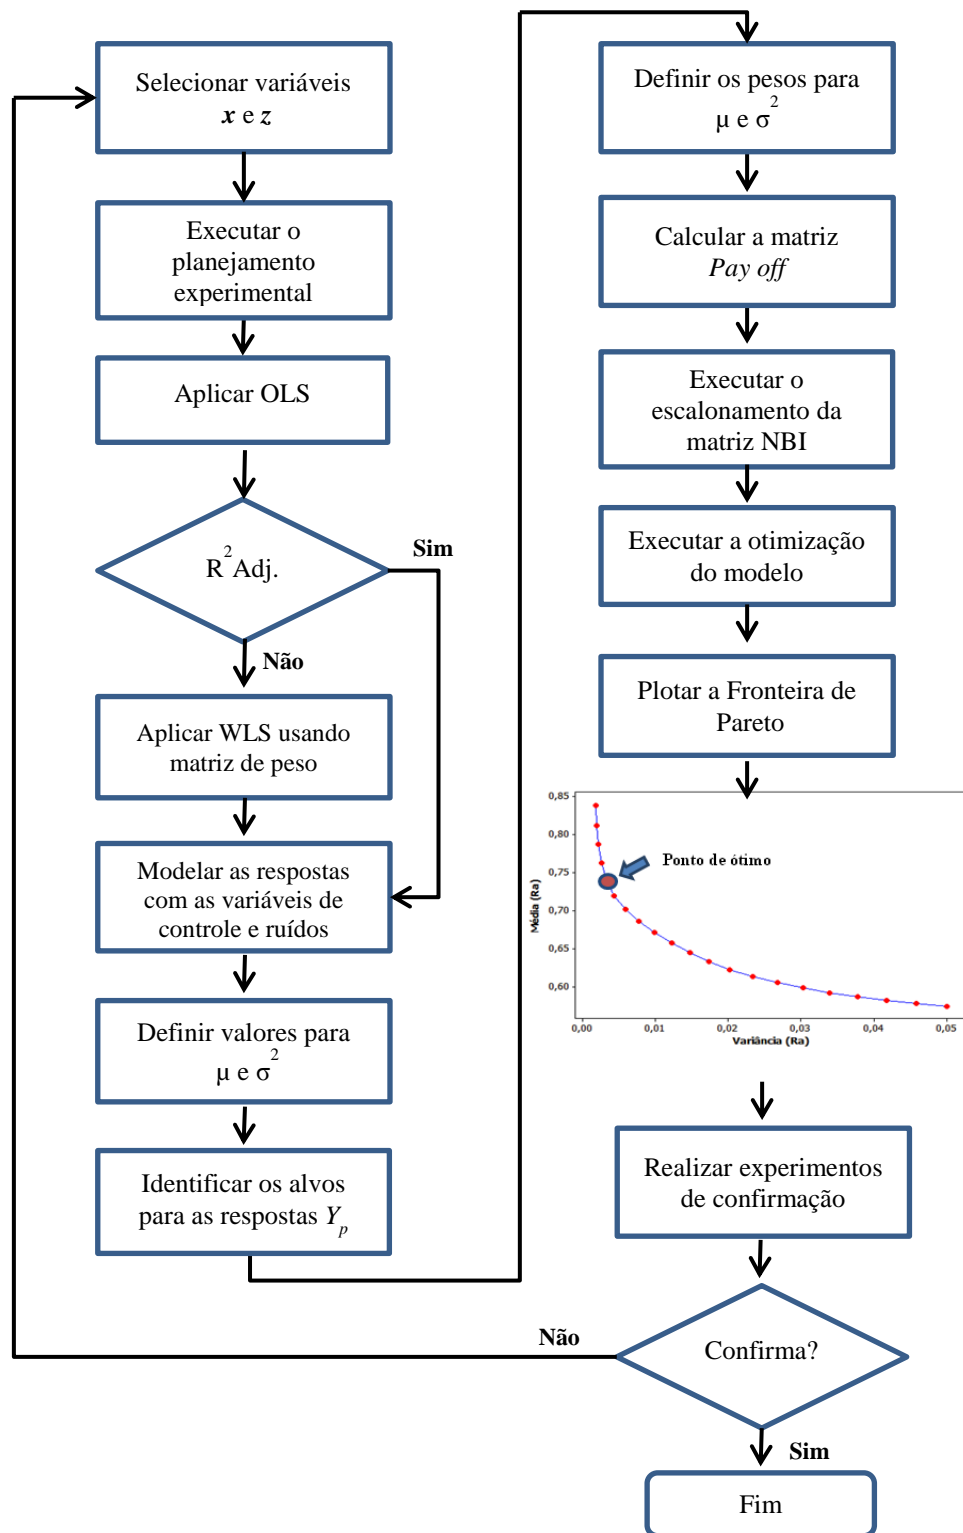 Selecionar variáveis
x e z
Executar o
planejamento
experimental
Aplicar OLS
R² Adj.
Sim
Não
Aplicar WLS usando
matriz de peso
Modelar as respostas
com as variáveis de
controle e ruídos
Definir valores para
µ e σ²
Identificar os alvos
para as respostas Yₚ
Definir os pesos para
µ e σ²
Calcular a matriz
Pay off
Executar o
escalonamento da
matriz NBI
Executar a otimização
do modelo
Plotar a Fronteira de
Pareto
0,85
0,80
0,75
0,70
0,65
0,60
Média (Ra)
Ponto de ótimo
0,00 0,01 0,02 0,03 0,04 0,05
Variância (Ra)
Realizar experimentos
de confirmação
Confirma?
Não
Sim
Fim